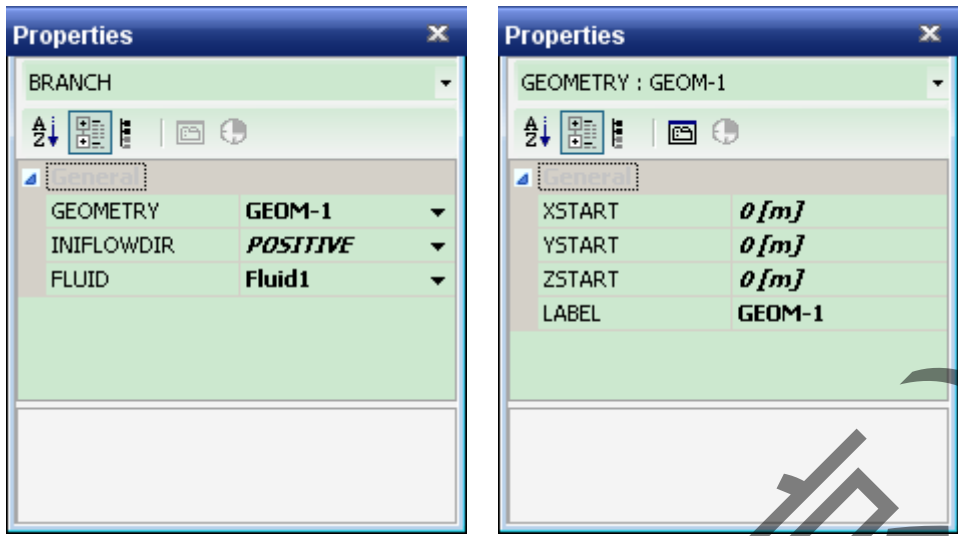 Properties
BRANCH
General
GEOMETRY GEOM-1
INIFLOWDIR POSITIVE
FLUID Fluid1
Properties
GEOMETRY : GEOM-1
General
XSTART 0 [m]
YSTART 0 [m]
ZSTART 0 [m]
LABEL GEOM-1